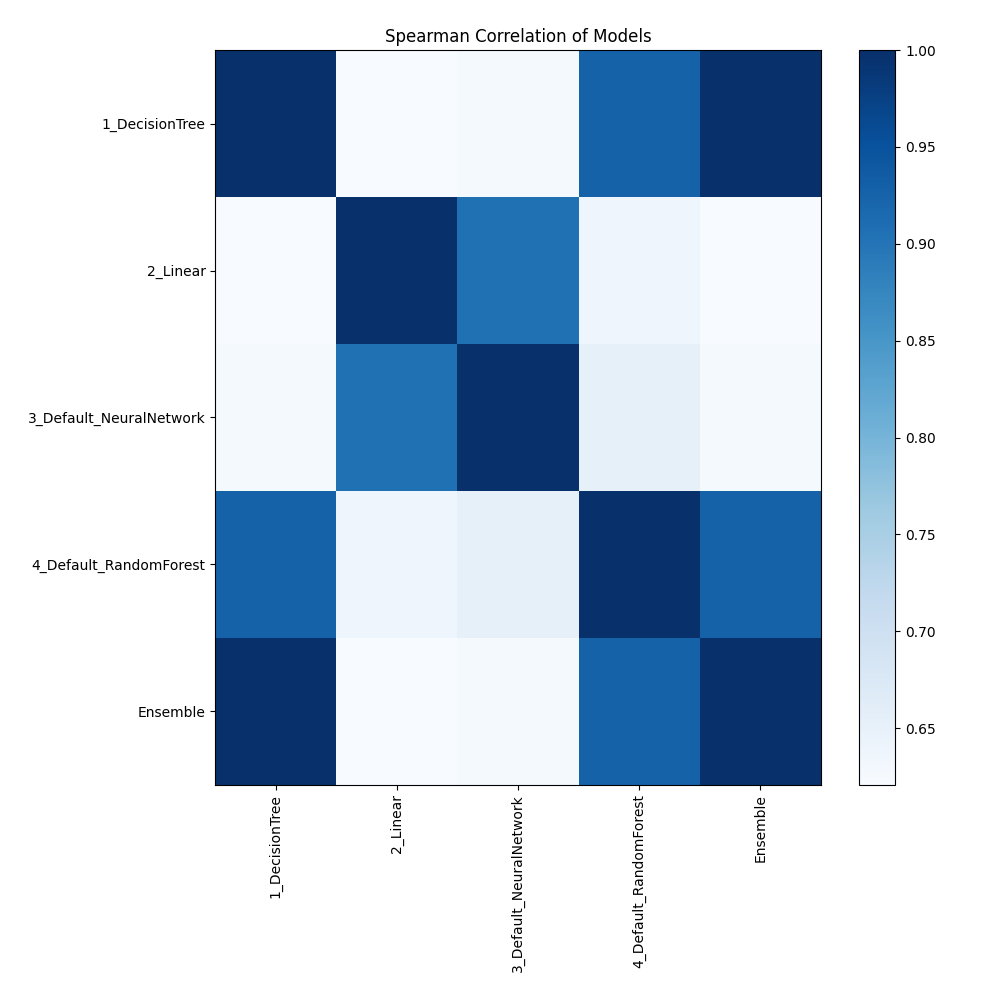 Spearman Correlation of Models
1_DecisionTree
2_Linear
3_Default_NeuralNetwork
4_Default_RandomForest
Ensemble
1_DecisionTree
2_Linear
3_Default_NeuralNetwork
4_Default_RandomForest
Ensemble
1.00
0.95
0.90
0.85
0.80
0.75
0.70
0.65